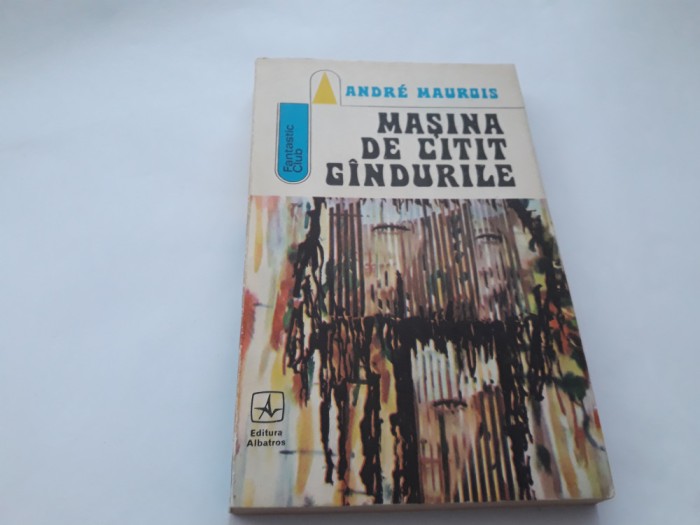 ANDRÉ MAUROIS
MAȘINA
DE CITIT
GÎNDURILE
Fantastic
Club
Editura
Albatros